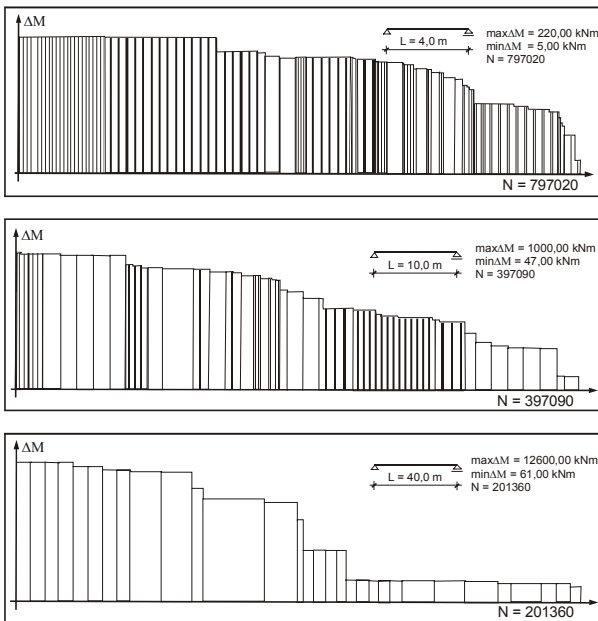 ΔM
L = 4,0 m
maxΔM = 220,00 kNm
minΔM = 5,00 kNm
N = 797020
N = 797020
ΔM
L = 10,0 m
maxΔM = 1000,00 kNm
minΔM = 47,00 kNm
N = 397090
N = 397090
ΔM
L = 40,0 m
maxΔM = 12600,00 kNm
minΔM = 61,00 kNm
N = 201360
N = 201360